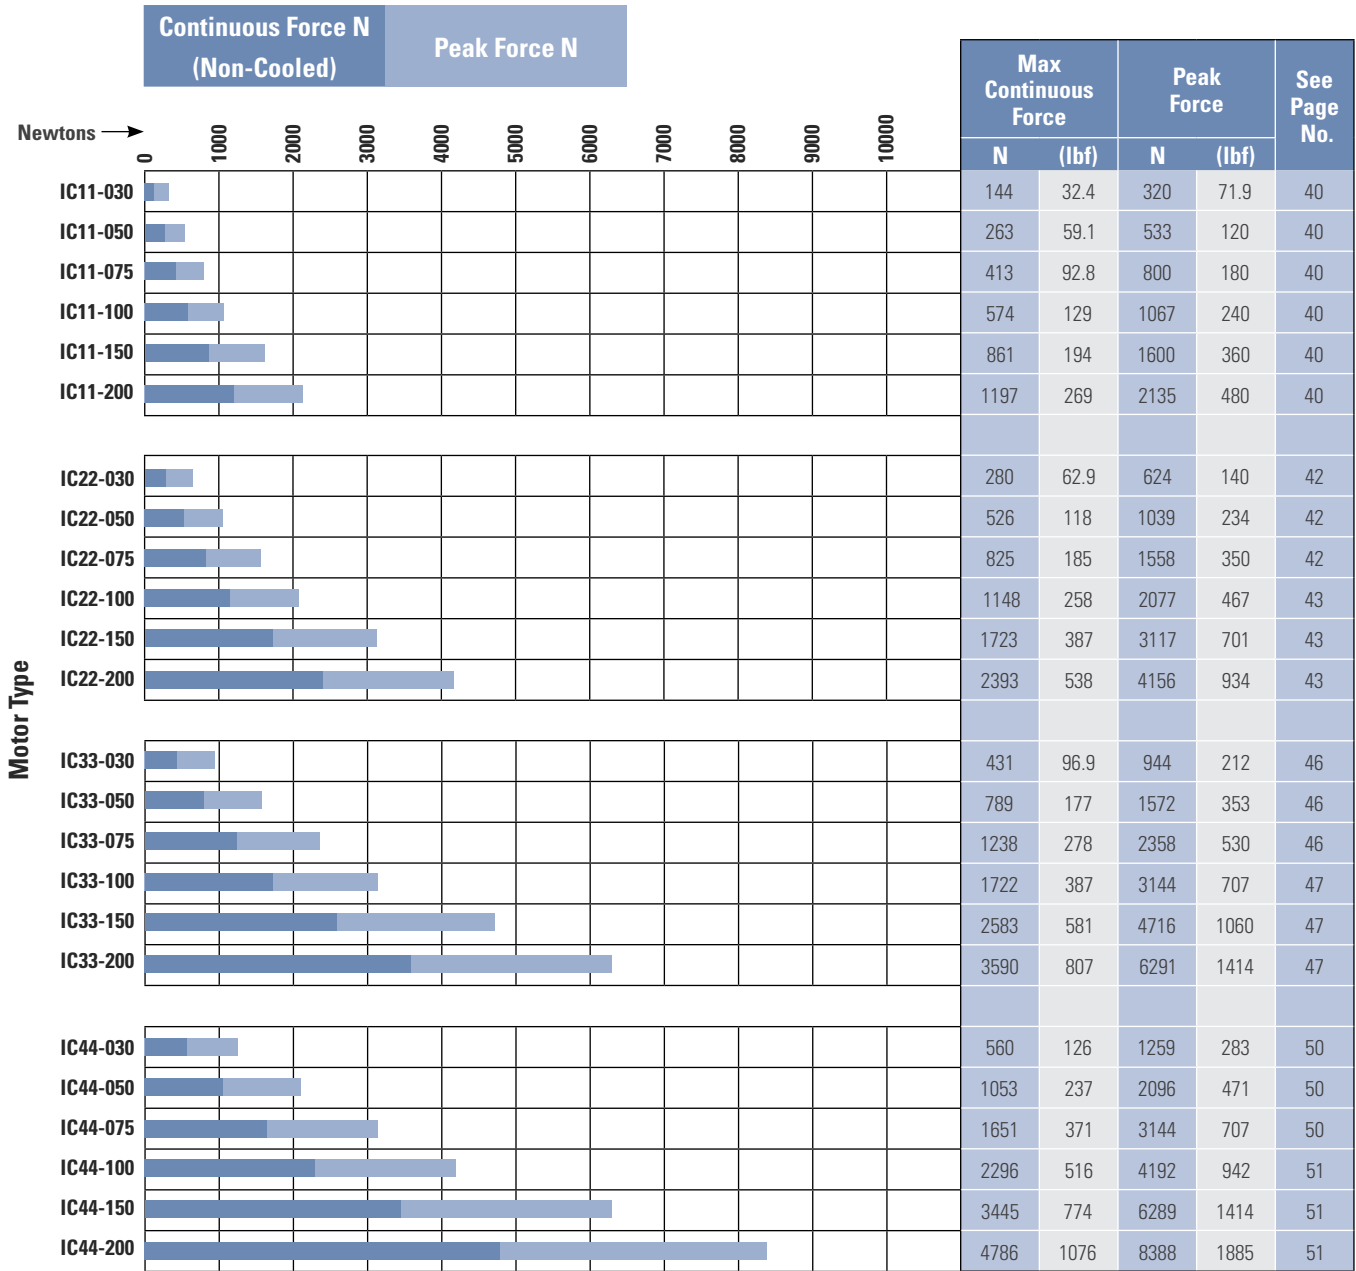 Continuous Force N
(Non-Cooled)
Peak Force N
Max
Continuous
Force
Peak
Force
See
Page
No.
N (lbf) N (lbf)
Newtons
0 1000 2000 3000 4000 5000 6000 7000 8000 9000 10000
Motor Type
IC11-030 144 32.4 320 71.9 40
IC11-050 263 59.1 533 120 40
IC11-075 413 92.8 800 180 40
IC11-100 574 129 1067 240 40
IC11-150 861 194 1600 360 40
IC11-200 1197 269 2135 480 40
IC22-030 280 62.9 624 140 42
IC22-050 526 118 1039 234 42
IC22-075 825 185 1558 350 42
IC22-100 1148 258 2077 467 43
IC22-150 1723 387 3117 701 43
IC22-200 2393 538 4156 934 43
IC33-030 431 96.9 944 212 46
IC33-050 789 177 1572 353 46
IC33-075 1238 278 2358 530 46
IC33-100 1722 387 3144 707 47
IC33-150 2583 581 4716 1060 47
IC33-200 3590 807 6291 1414 47
IC44-030 560 126 1259 283 50
IC44-050 1053 237 2096 471 50
IC44-075 1651 371 3144 707 50
IC44-100 2296 516 4192 942 51
IC44-150 3445 774 6289 1414 51
IC44-200 4786 1076 8388 1885 51